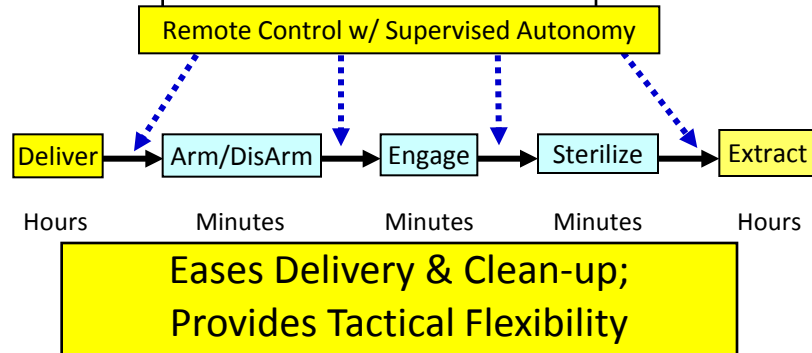 Remote Control w/ Supervised Autonomy
Deliver Arm/DisArm Engage Sterilize Extract
Hours Minutes Minutes Minutes Hours
Eases Delivery & Clean-up;
Provides Tactical Flexibility